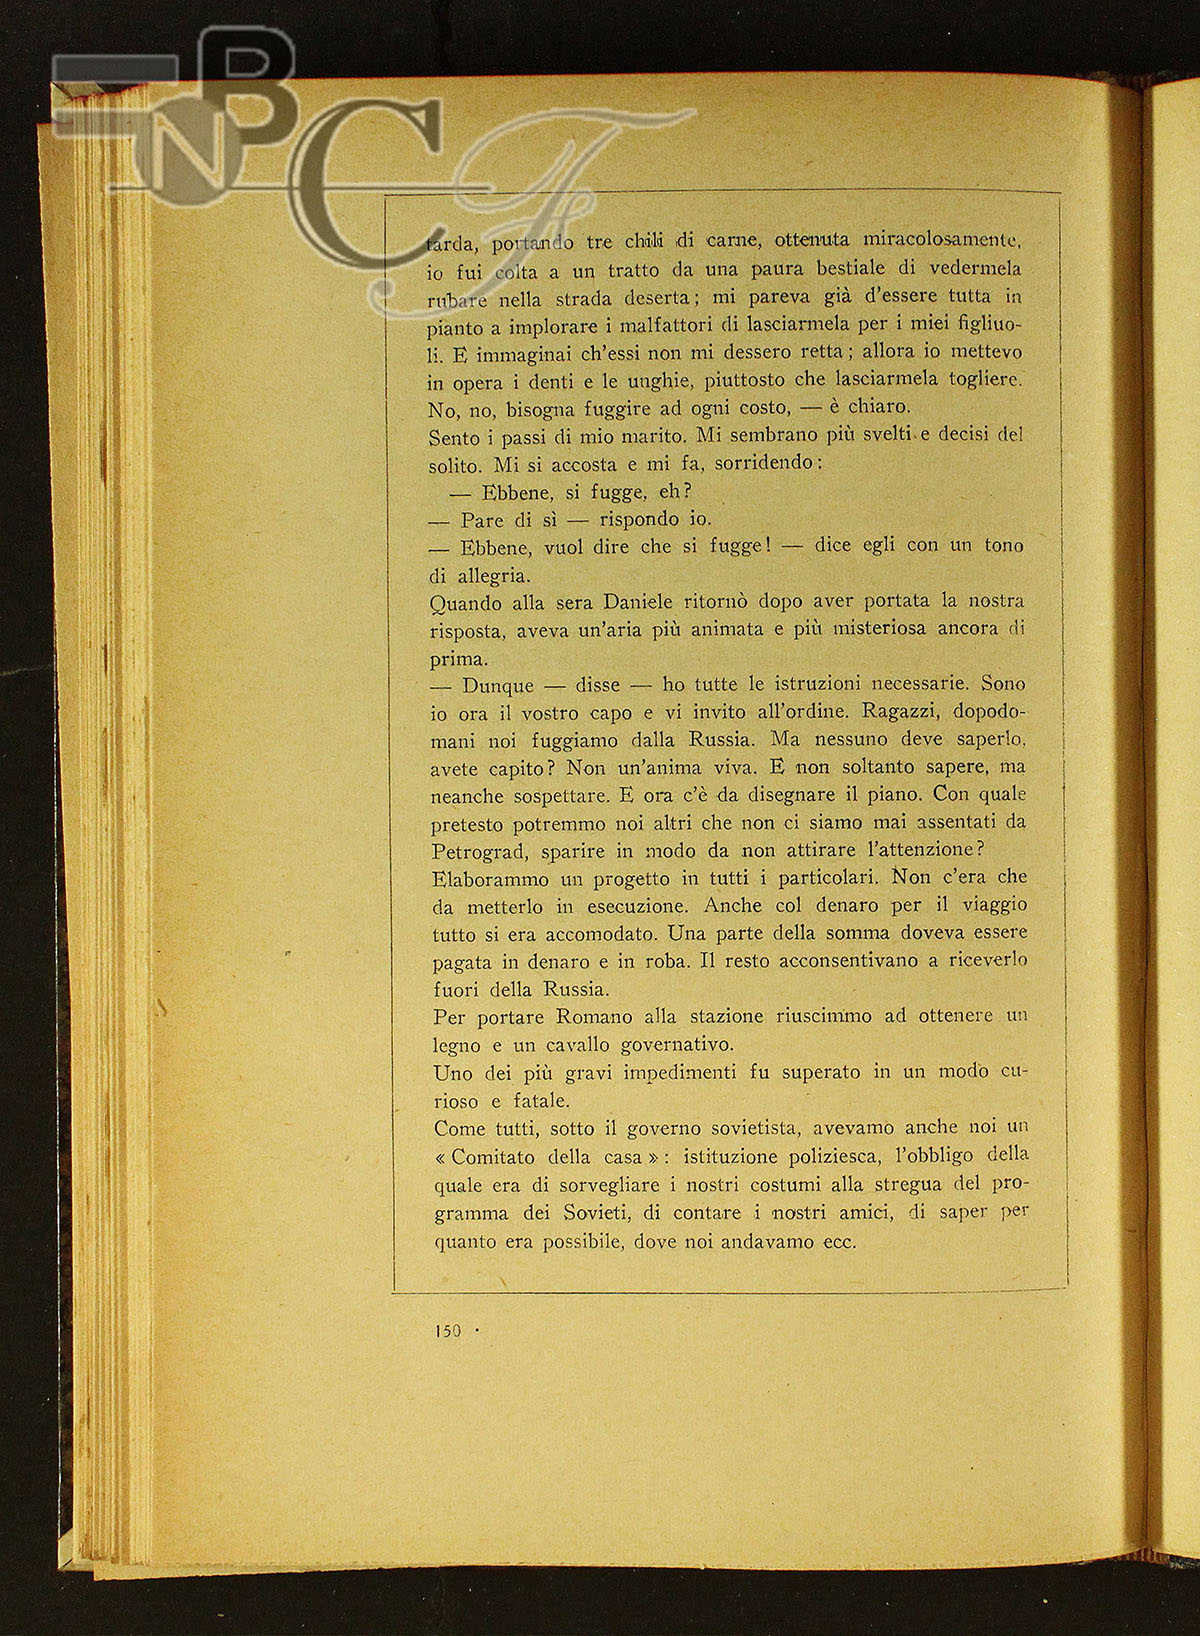 BNCF
tarda, portando tre chili di carne, ottenuta miracolosamente,
io fui colta a un tratto da una paura bestiale di vedermela
rubare nella strada deserta; mi pareva già d'essere tutta in
pianto a implorare i malfattori di lasciarmela per i miei figliuo-
li. E immaginai ch'essi non mi dessero retta; allora io mettevo
in opera i denti e le unghie, piuttosto che lasciarmela togliere.
No, no, bisogna fuggire ad ogni costo, — è chiaro.
Sento i passi di mio marito. Mi sembrano più svelti e decisi del
solito. Mi si accosta e mi fa, sorridendo:
— Ebbene, si fugge, eh?
— Pare di sì — rispondo io.
— Ebbene, vuol dire che si fugge! — dice egli con un tono
di allegria.
Quando alla sera Daniele ritornò dopo aver portata la nostra
risposta, aveva un'aria più animata e più misteriosa ancora di
prima.
— Dunque — disse — ho tutte le istruzioni necessarie. Sono
io ora il vostro capo e vi invito all'ordine. Ragazzi, dopodo-
mani noi fuggiamo dalla Russia. Ma nessuno deve saperlo,
avete capito? Non un'anima viva. E non soltanto sapere, ma
neanche sospettare. E ora c'è da disegnare il piano. Con quale
pretesto potremmo noi altri che non ci siamo mai assentati da
Petrograd, sparire in modo da non attirare l'attenzione?
Elaborammo un progetto in tutti i particolari. Non c'era che
da metterlo in esecuzione. Anche col denaro per il viaggio
tutto si era accomodato. Una parte della somma doveva essere
pagata in denaro e in roba. Il resto acconsentivano a riceverlo
fuori della Russia.
Per portare Romano alla stazione riuscimmo ad ottenere un
legno e un cavallo governativo.
Uno dei più gravi impedimenti fu superato in un modo cu-
rioso e fatale.
Come tutti, sotto il governo sovietista, avevamo anche noi un
« Comitato della casa »: istituzione poliziesca, l'obbligo della
quale era di sorvegliare i nostri costumi alla stregua del pro-
gramma dei Sovieti, di contare i nostri amici, di saper per
quanto era possibile, dove noi andavamo ecc.
150 ·